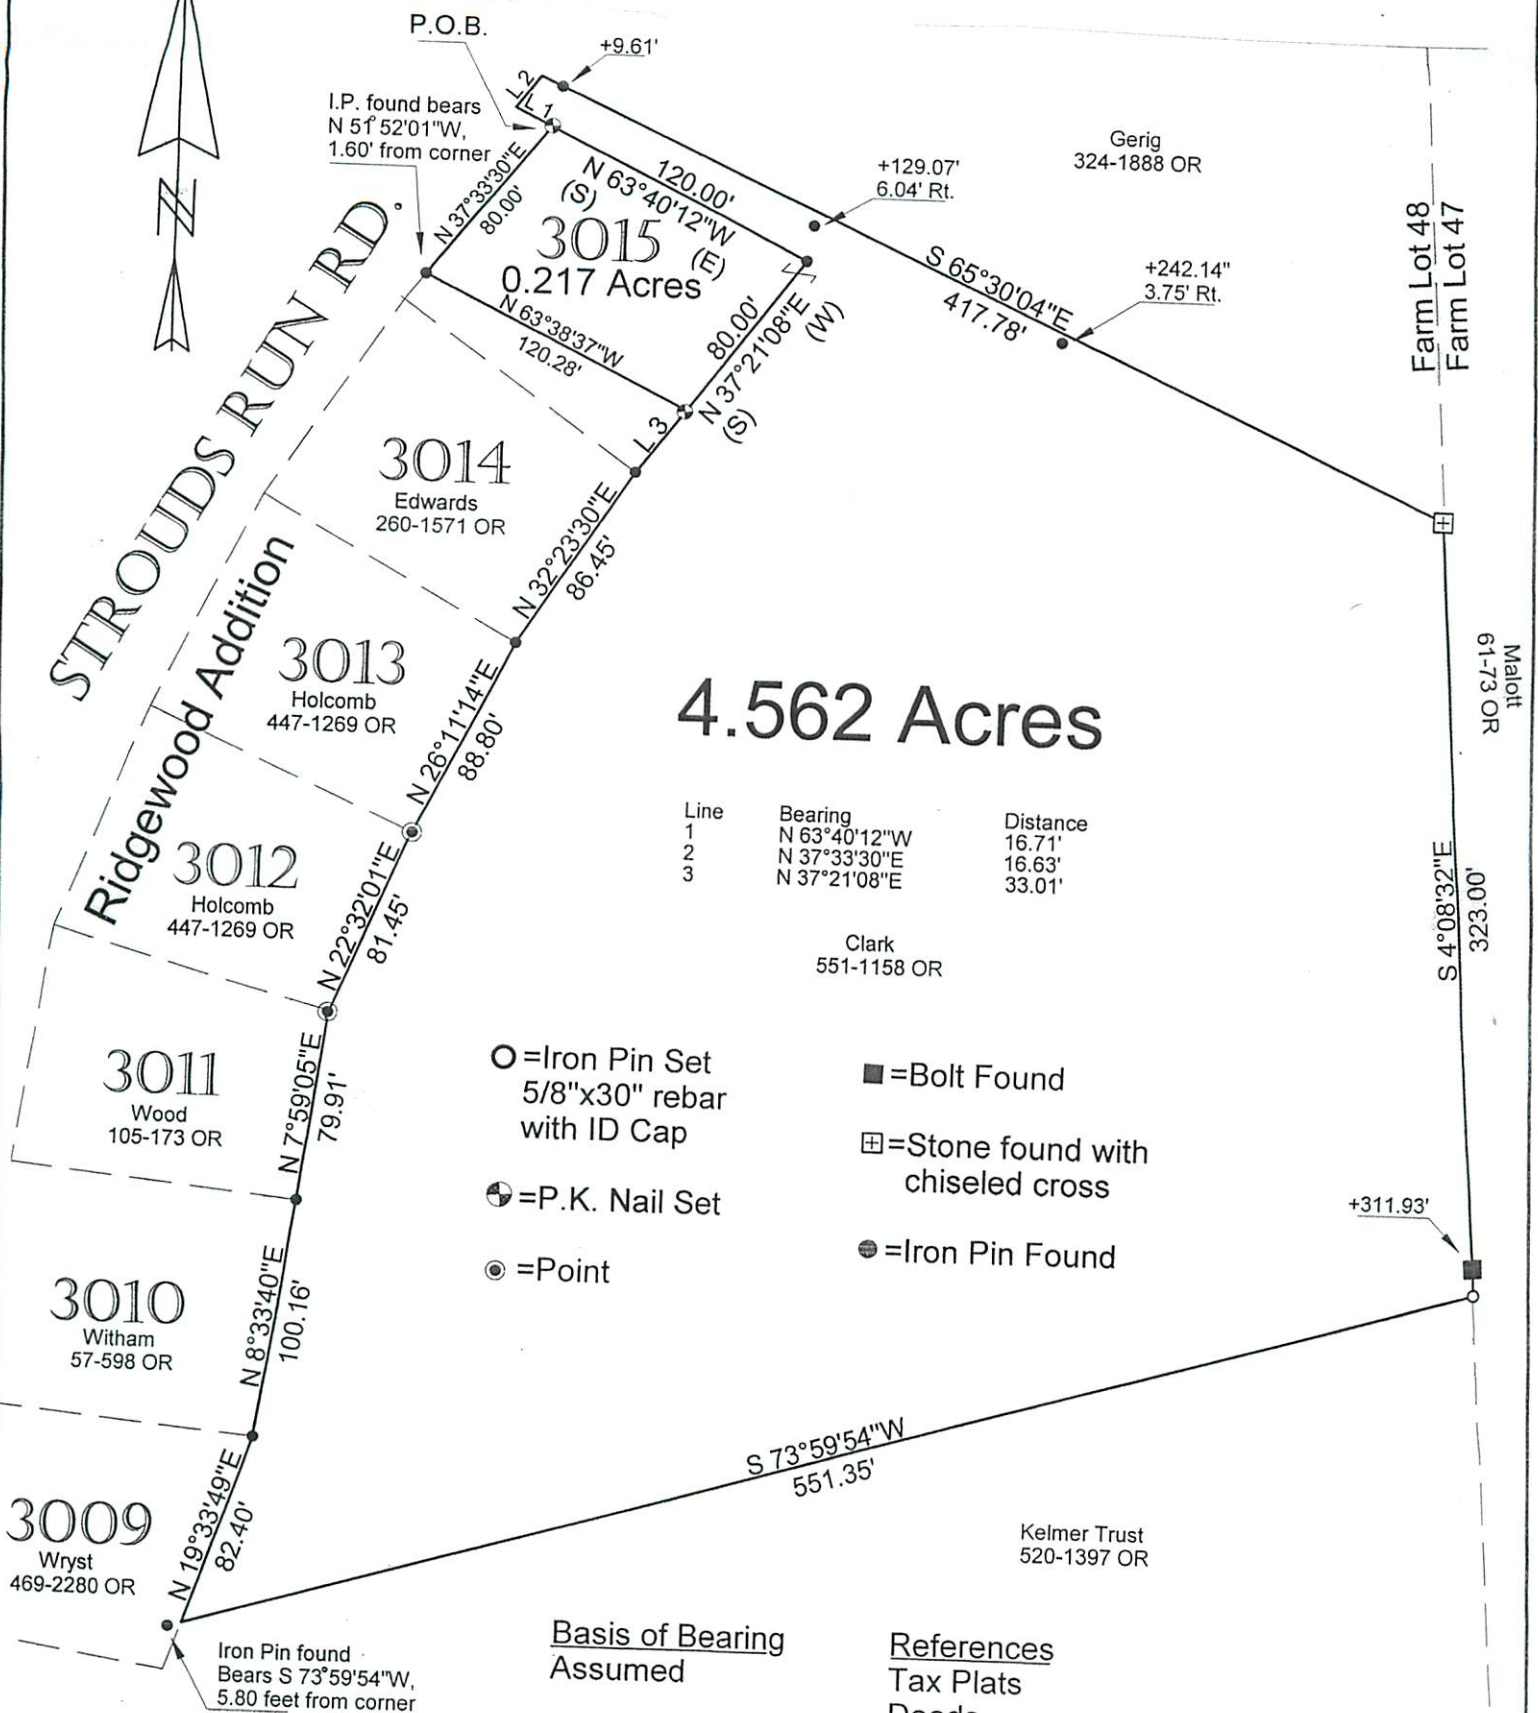 P.O.B.
+9.61'
L 2
L 1
I.P. found bears
N 51°52'01"W,
1.60' from corner
N 37°33'30"E
80.00'
120.00'
N 63°40'12"W
(S)
(E)
3015
0.217 Acres
N 63°38'37"W
120.28'
80.00'
N 37°21'08"E
(W)
(S)
L 3
+129.07'
6.04' Rt.
Gerig
324-1888 OR
S 65°30'04"E
417.78'
+242.14"
3.75' Rt.
Farm Lot 48
Farm Lot 47
N
STROUDS RUN RD.
Ridgewood Addition
3014
Edwards
260-1571 OR
N 32°23'30"E
86.45'
3013
Holcomb
447-1269 OR
N 26°11'14"E
88.80'
3012
Holcomb
447-1269 OR
N 22°32'01"E
81.45'
3011
Wood
105-173 OR
N 7°59'05"E
79.91'
3010
Witham
57-598 OR
N 8°33'40"E
100.16'
3009
Wryst
469-2280 OR
N 19°33'49"E
82.40'
4.562 Acres
Line Bearing Distance
1 N 63°40'12"W 16.71'
2 N 37°33'30"E 16.63'
3 N 37°21'08"E 33.01'
Clark
551-1158 OR
Malott
61-73 OR
S 4°08'32"E
323.00'
=Iron Pin Set
5/8"x30" rebar
with ID Cap
=P.K. Nail Set
=Point
=Bolt Found
=Stone found with
chiseled cross
=Iron Pin Found
+311.93'
S 73°59'54"W
551.35'
Kelmer Trust
520-1397 OR
Iron Pin found
Bears S 73°59'54"W,
5.80 feet from corner
Basis of Bearing
Assumed
References
Tax Plats
Deeds